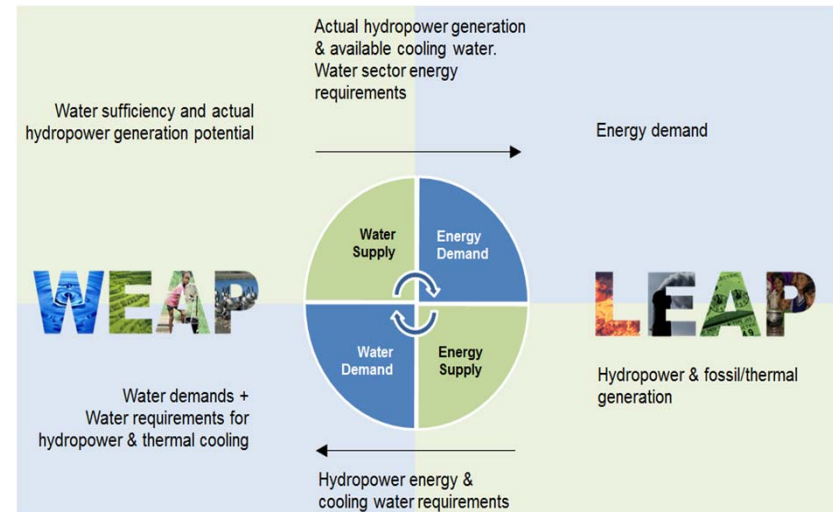 Actual hydropower generation
& available cooling water.
Water sector energy
requirements
Water sufficiency and actual
hydropower generation potential
Energy demand
Water
Supply
Energy
Demand
WEAP
LEAP
Water
Demand
Energy
Supply
Water demands +
Water requirements for
hydropower & thermal cooling
Hydropower & fossil/thermal
generation
Hydropower energy &
cooling water requirements